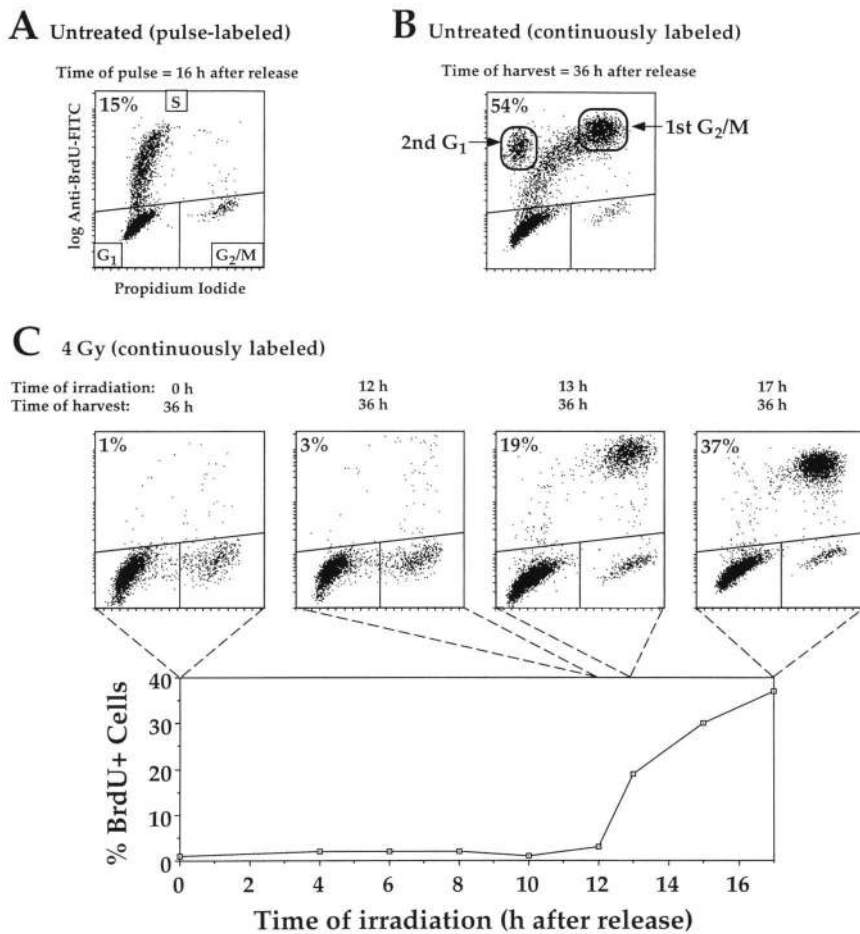 A Untreated (pulse-labeled)
Time of pulse = 16 h after release
15%
S
log Anti-BrdU-FITC
G1
G2/M
Propidium Iodide
B Untreated (continuously labeled)
Time of harvest = 36 h after release
54%
2nd G1
1st G2/M
C 4 Gy (continuously labeled)
Time of irradiation: 0 h 12 h 13 h 17 h
Time of harvest: 36 h 36 h 36 h 36 h
1% 3% 19% 37%
% BrdU+ Cells
40
30
20
10
0
0 2 4 6 8 10 12 14 16
Time of irradiation (h after release)